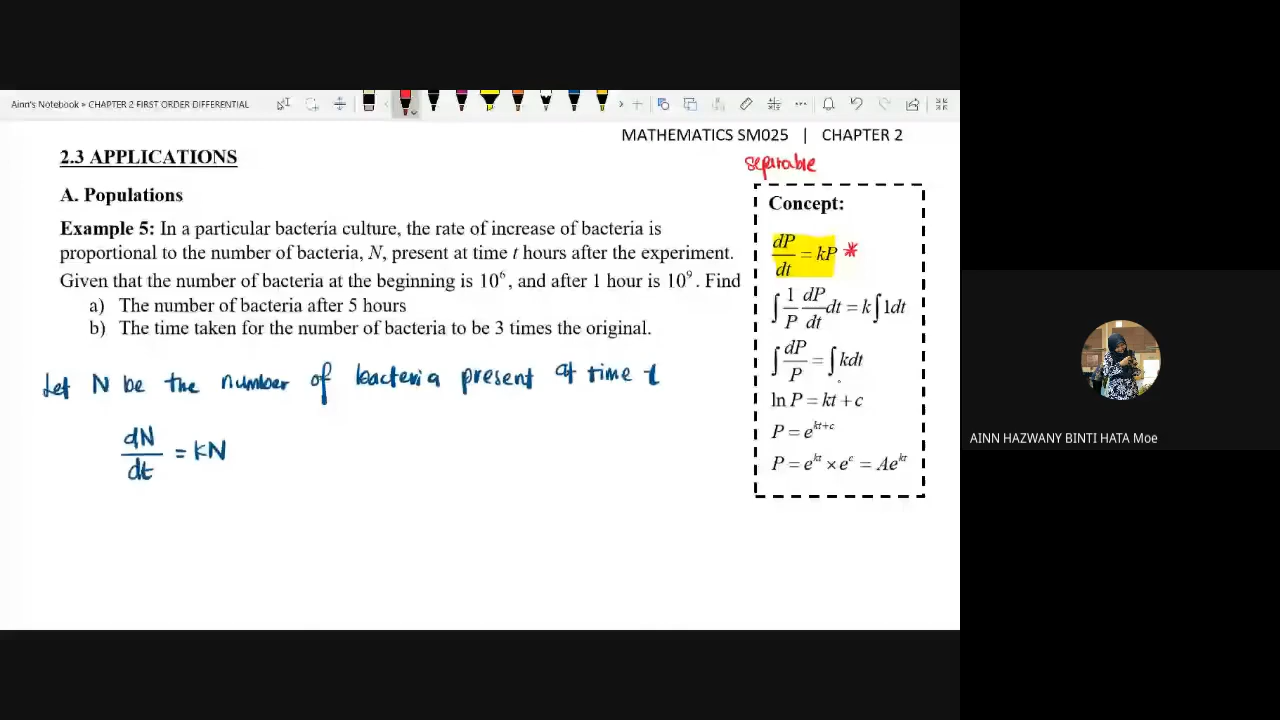 Ainn's Notebook » CHAPTER 2 FIRST ORDER DIFFERENTIAL
MATHEMATICS SM025 | CHAPTER 2
2.3 APPLICATIONS
A. Populations
Example 5: In a particular bacteria culture, the rate of increase of bacteria is
proportional to the number of bacteria, N, present at time t hours after the experiment.
Given that the number of bacteria at the beginning is 10⁶, and after 1 hour is 10⁹. Find
a) The number of bacteria after 5 hours
b) The time taken for the number of bacteria to be 3 times the original.
Let N be the number of bacteria present at time t
dN/dt = kN
separable
Concept:
dP/dt = kP *
∫ 1/P dP/dt dt = k ∫ 1dt
∫ dP/P = ∫ kdt
ln P = kt + c
P = e^(kt+c)
P = e^(kt) × e^c = Ae^(kt)
AINN HAZWANY BINTI HATA Moe